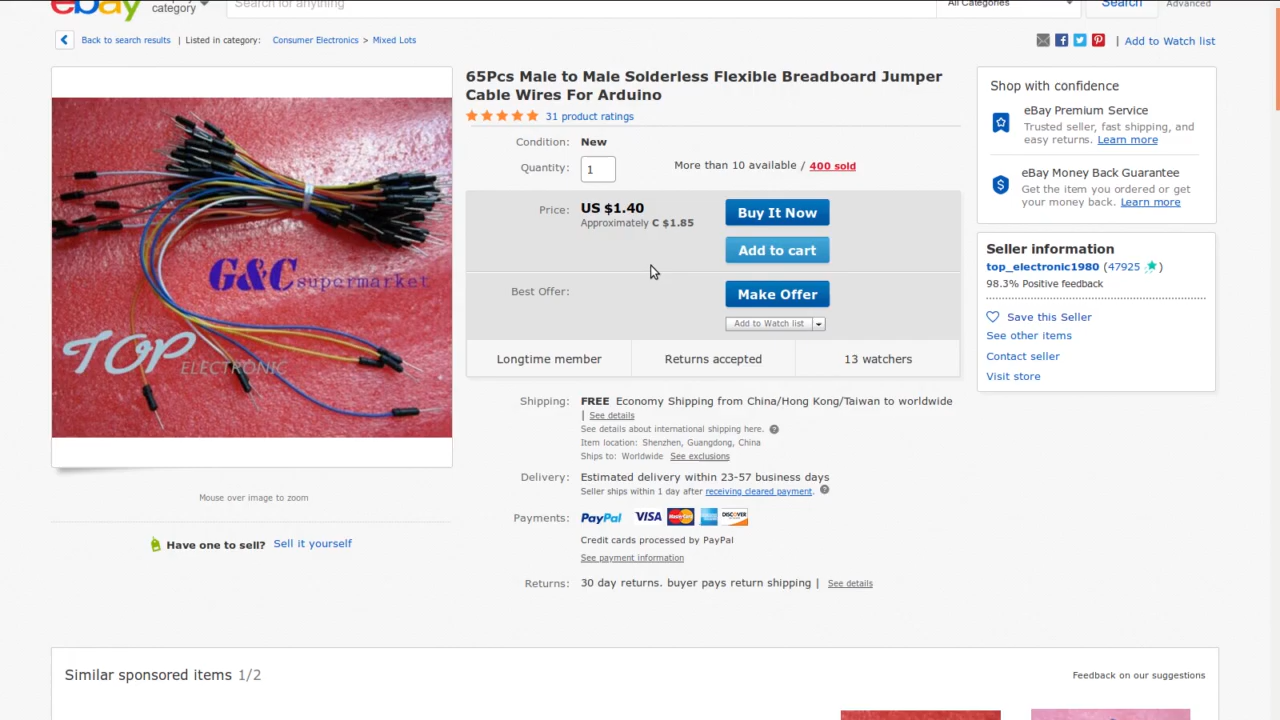 ebay
category
Search for anything
All Categories
Search
Advanced
Back to search results | Listed in category: Consumer Electronics > Mixed Lots
| Add to Watch list
65Pcs Male to Male Solderless Flexible Breadboard Jumper
Cable Wires For Arduino
31 product ratings
Condition: New
Quantity: 1
More than 10 available / 400 sold
Price: US $1.40
Approximately C $1.85
Buy It Now
Add to cart
Best Offer:
Make Offer
Add to Watch list
Longtime member
Returns accepted
13 watchers
Shipping: FREE Economy Shipping from China/Hong Kong/Taiwan to worldwide
| See details
See details about international shipping here. ?
Item location: Shenzhen, Guangdong, China
Ships to: Worldwide See exclusions
Delivery: Estimated delivery within 23-57 business days
Seller ships within 1 day after receiving cleared payment. ?
Payments: PayPal VISA MasterCard DISCOVER
Credit cards processed by PayPal
See payment information
Returns: 30 day returns. buyer pays return shipping | See details
G&C supermarket
TOP ELECTRONIC
Mouse over image to zoom
Have one to sell? Sell it yourself
Shop with confidence
eBay Premium Service
Trusted seller, fast shipping, and
easy returns. Learn more
eBay Money Back Guarantee
Get the item you ordered or get
your money back. Learn more
Seller information
top_electronic1980 (47925 )
98.3% Positive feedback
Save this Seller
See other items
Contact seller
Visit store
Similar sponsored items 1/2
Feedback on our suggestions